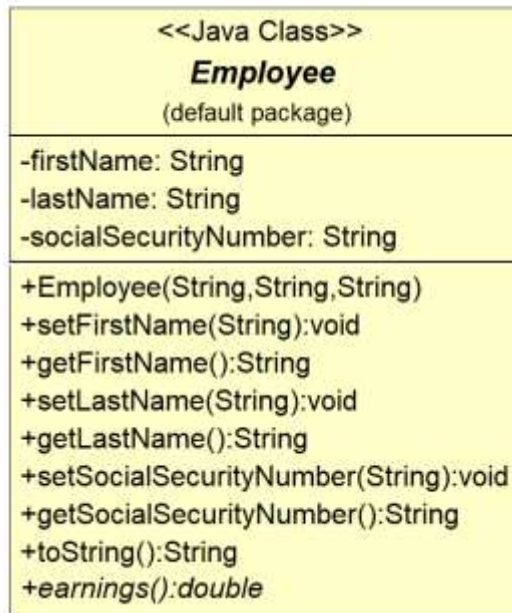 <<Java Class>>
Employee
(default package)
-firstName: String
-lastName: String
-socialSecurityNumber: String
+Employee(String,String,String)
+setFirstName(String):void
+getFirstName():String
+setLastName(String):void
+getLastName():String
+setSocialSecurityNumber(String):void
+getSocialSecurityNumber():String
+toString():String
+earnings():double